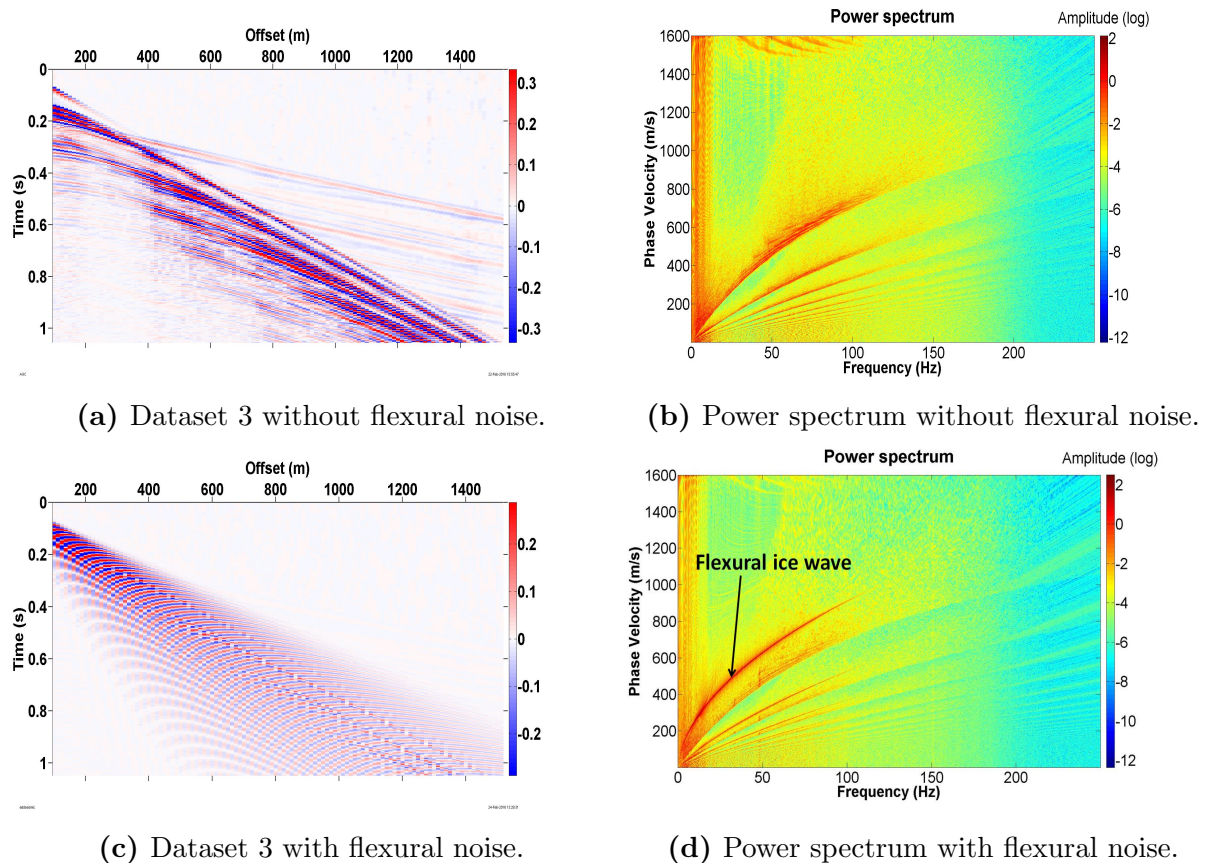 Offset (m)
200 400 600 800 1000 1200 1400
Time (s)
0
0.2
0.4
0.6
0.8
1
0.3
0.2
0.1
0
-0.1
-0.2
-0.3
22-Feb-2018 15:50:47
(a) Dataset 3 without flexural noise.
Power spectrum
Amplitude (log)
Phase Velocity (m/s)
1600
1400
1200
1000
800
600
400
200
2
0
-2
-4
-6
-8
-10
-12
0 50 100 150 200
Frequency (Hz)
(b) Power spectrum without flexural noise.
Offset (m)
200 400 600 800 1000 1200 1400
Time (s)
0
0.2
0.4
0.6
0.8
1
0.2
0.1
0
-0.1
-0.2
(c) Dataset 3 with flexural noise.
Power spectrum
Amplitude (log)
Phase Velocity (m/s)
1600
1400
1200
1000
800
600
400
200
Flexural ice wave
2
0
-2
-4
-6
-8
-10
-12
0 50 100 150 200
Frequency (Hz)
(d) Power spectrum with flexural noise.